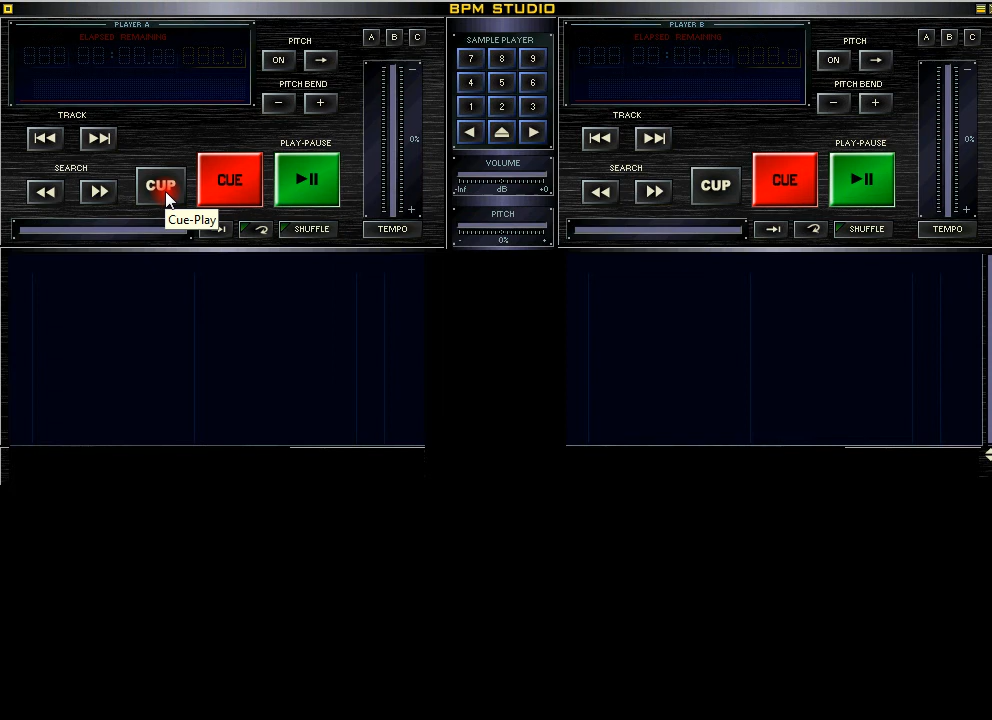 BPM STUDIO
PLAYER A
ELAPSED REMAINING
PITCH
ON
PITCH BEND
A B C
0%
TRACK
SEARCH
PLAY-PAUSE
CUP
CUE
Cue-Play
SHUFFLE
TEMPO
SAMPLE PLAYER
7 8 9
4 5 6
1 2 3
VOLUME
-Inf dB +0
PITCH
- 0% +
PLAYER B
ELAPSED REMAINING
PITCH
ON
PITCH BEND
A B C
0%
TRACK
SEARCH
PLAY-PAUSE
CUP
CUE
SHUFFLE
TEMPO